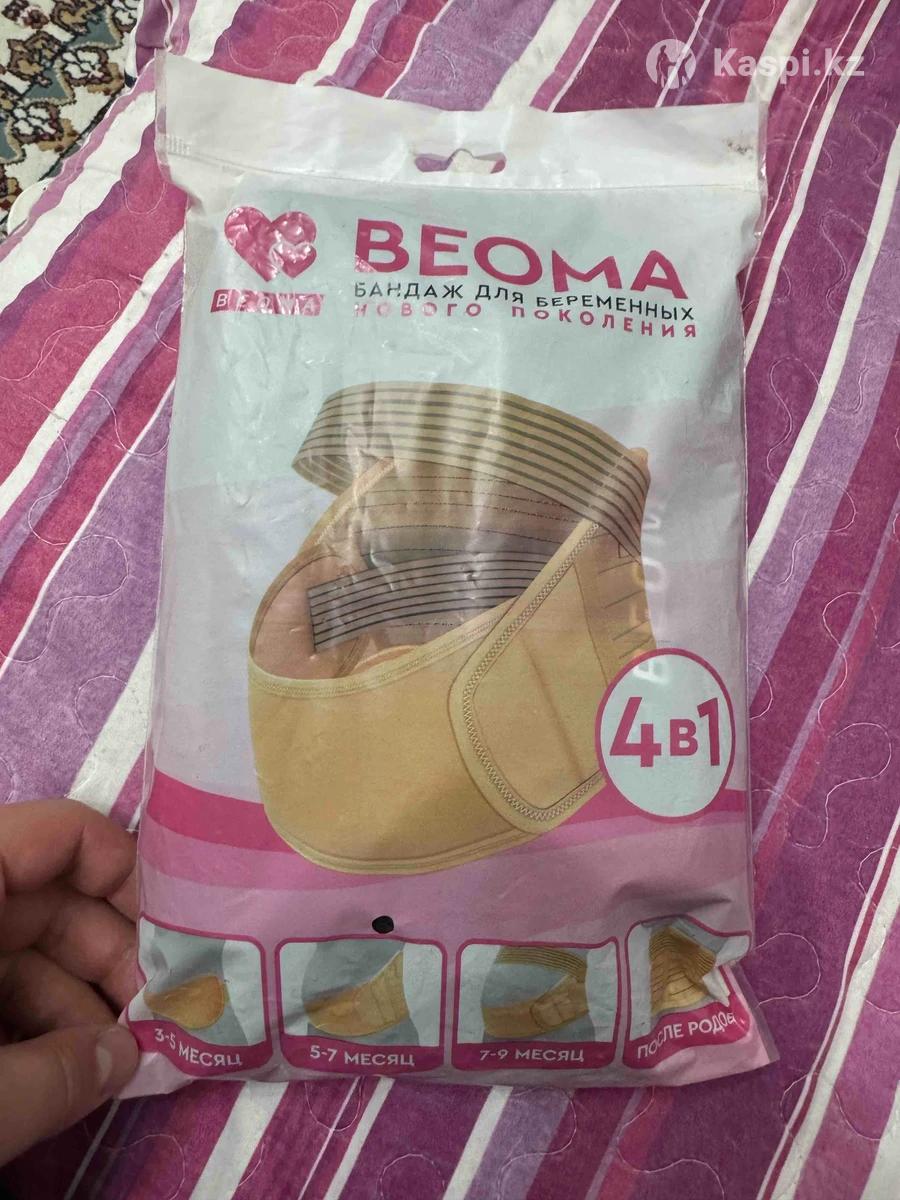 Kaspi.kz
BEOMA
BEOMA
БАНДАЖ ДЛЯ БЕРЕМЕННЫХ
НОВОГО ПОКОЛЕНИЯ
4в1
3-5 МЕСЯЦ
5-7 МЕСЯЦ
7-9 МЕСЯЦ
ПОСЛЕ РОДОВ